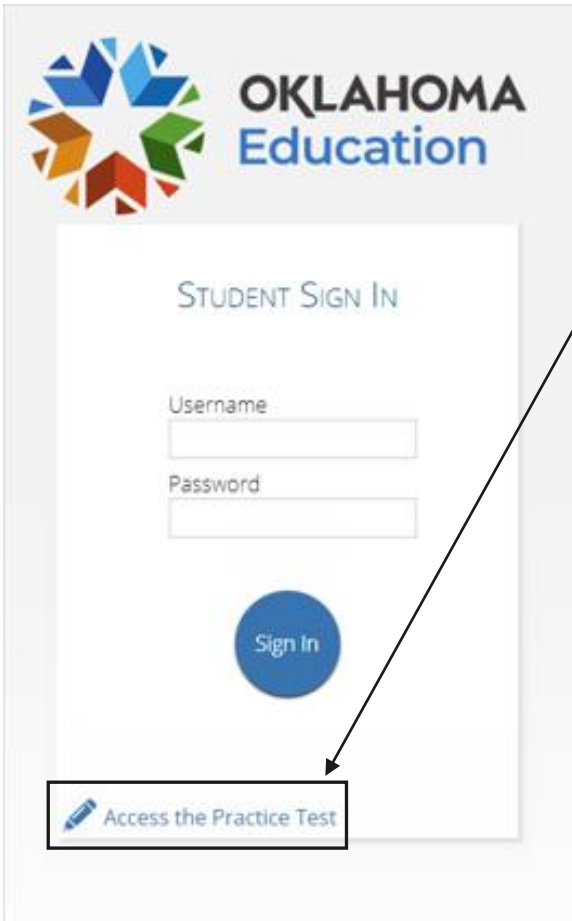 OKLAHOMA
Education
STUDENT SIGN IN
Username
Password
Sign In
Access the Practice Test